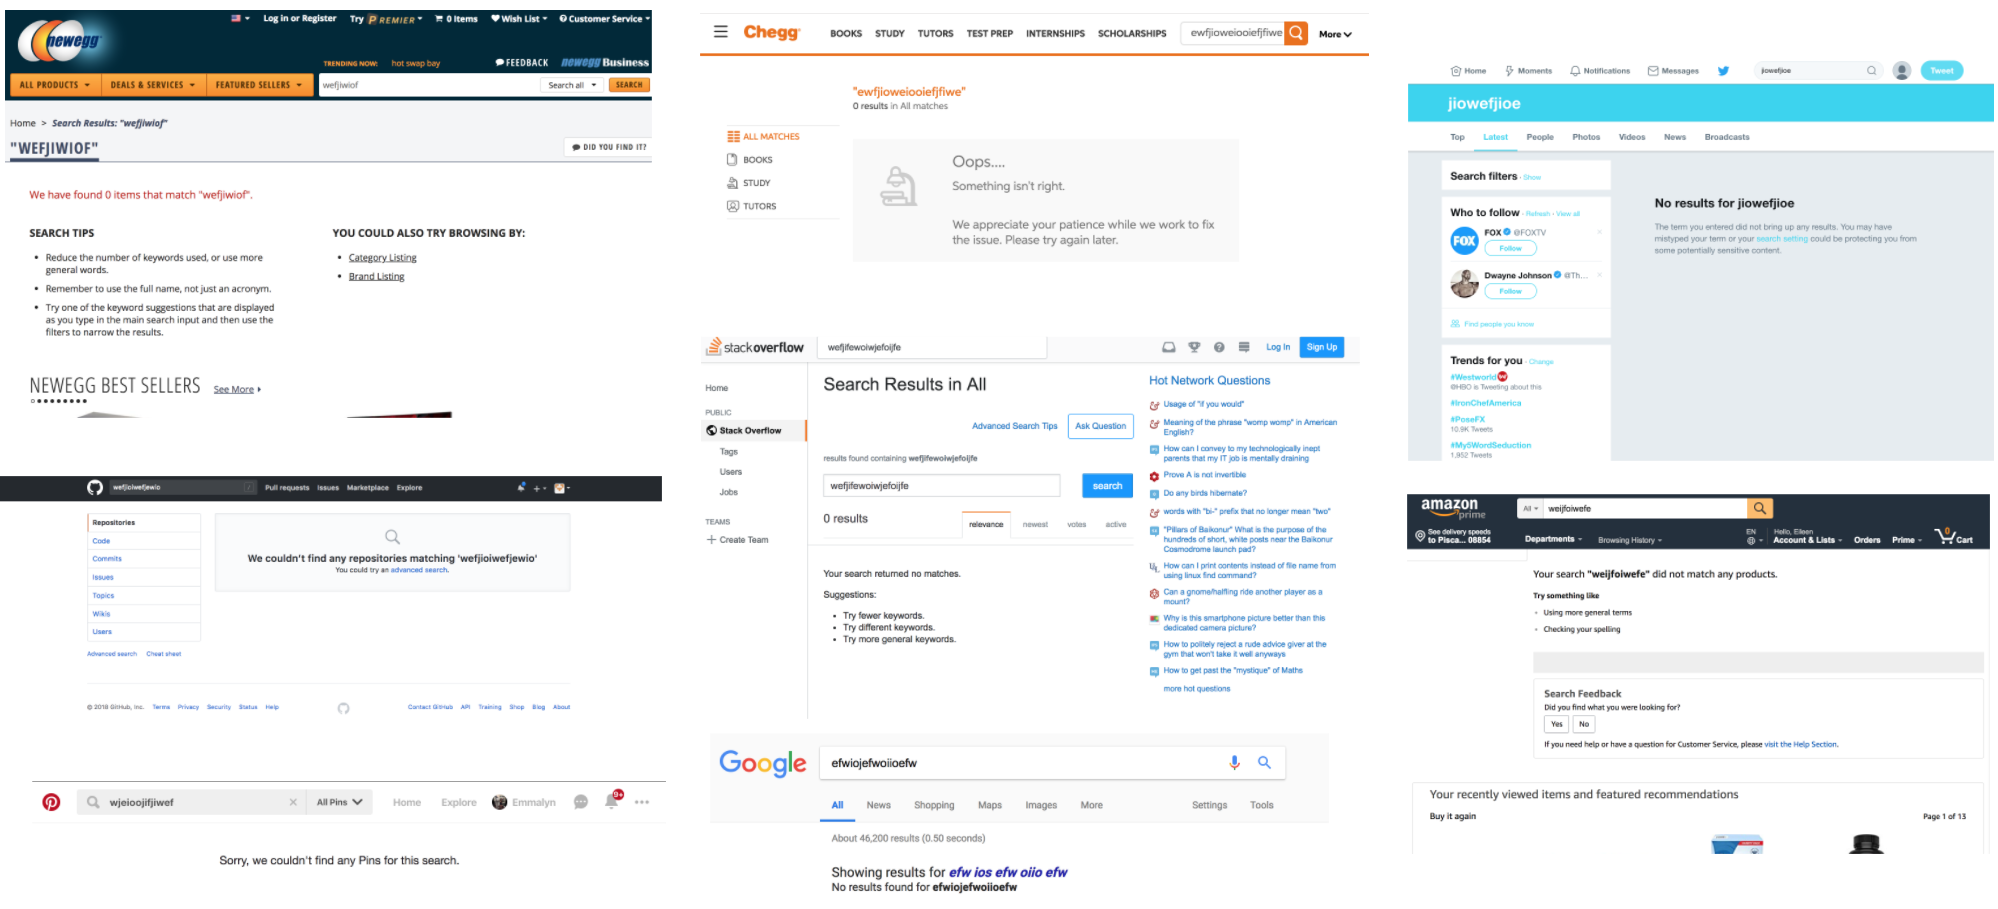 Log in or Register Try PREMIER 0 Items Wish List Customer Service
newegg
TRENDING NOW: hot swap bay FEEDBACK newegg Business
ALL PRODUCTS DEALS & SERVICES FEATURED SELLERS wefjiwiof Search all SEARCH
Home > Search Results: "wefjiwiof"
"WEFJIWIOF" DID YOU FIND IT?
We have found 0 items that match "wefjiwiof".
SEARCH TIPS
• Reduce the number of keywords used, or use more
general words.
• Remember to use the full name, not just an acronym.
• Try one of the keyword suggestions that are displayed
as you type in the main search input and then use the
filters to narrow the results.
YOU COULD ALSO TRY BROWSING BY:
• Category Listing
• Brand Listing
NEWEGG BEST SELLERS See More
wefjioiwefjewio / Pull requests Issues Marketplace Explore
Repositories
Code
Commits
Issues
Topics
Wikis
Users
Advanced search Cheat sheet
We couldn't find any repositories matching 'wefjioiwefjewio'
You could try an advanced search.
© 2018 GitHub, Inc. Terms Privacy Security Status Help
Contact GitHub API Training Shop Blog About
wjeioojifjiwef All Pins Home Explore Emmalyn 9+
Sorry, we couldn't find any Pins for this search.
Chegg BOOKS STUDY TUTORS TEST PREP INTERNSHIPS SCHOLARSHIPS ewfjioweiooiefjfiwe More
"ewfjioweiooiefjfiwe"
0 results in All matches
ALL MATCHES
BOOKS
STUDY
TUTORS
Oops....
Something isn't right.
We appreciate your patience while we work to fix
the issue. Please try again later.
stackoverflow wefjifewoiwjefoijfe Log In Sign Up
Home
PUBLIC
Stack Overflow
Tags
Users
Jobs
TEAMS
Create Team
Search Results in All
Advanced Search Tips Ask Question
results found containing wefjifewoiwjefoijfe
wefjifewoiwjefoijfe search
0 results relevance newest votes active
Your search returned no matches.
Suggestions:
• Try fewer keywords.
• Try different keywords.
• Try more general keywords.
Hot Network Questions
Usage of "if you would"
Meaning of the phrase "womp womp" in American
English?
How can I convey to my technologically inept
parents that my IT job is mentally draining
Prove A is not invertible
Do any birds hibernate?
words with "bi-" prefix that no longer mean "two"
"Pillars of Baikonur" What is the purpose of the
hundreds of short, white posts near the Baikonur
Cosmodrome launch pad?
How can I print contents instead of file name from
using linux find command?
Can a gnome/halfling ride another player as a
mount?
Why is this smartphone picture better than this
dedicated camera picture?
How to politely reject a rude advice giver at the
gym that won't take it well anyways
How to get past the "mystique" of Maths
more hot questions
Google efwiojefwoiioefw
All News Shopping Maps Images More Settings Tools
About 46,200 results (0.50 seconds)
Showing results for efw ios efw oiio efw
No results found for efwiojefwoiioefw
Home Moments Notifications Messages jiowefjioe Tweet
jiowefjioe
Top Latest People Photos Videos News Broadcasts
Search filters · Show
Who to follow · Refresh · View all
FOX FOX @FOXTV ×
Follow
Dwayne Johnson @Th... ×
Follow
Find people you know
Trends for you · Change
#Westworld
@HBO is Tweeting about this
#IronChefAmerica
#PoseFX
10.9K Tweets
#My5WordSeduction
1,952 Tweets
No results for jiowefjioe
The term you entered did not bring up any results. You may have
mistyped your term or your search setting could be protecting you from
some potentially sensitive content.
amazon prime All weijfoiwefe
See delivery speeds
to Pisca... 08854
Departments Browsing History EN Hello, Eileen
Account & Lists Orders Prime 0 Cart
Your search "weijfoiwefe" did not match any products.
Try something like
• Using more general terms
• Checking your spelling
Search Feedback
Did you find what you were looking for?
Yes No
If you need help or have a question for Customer Service, please visit the Help Section.
Your recently viewed items and featured recommendations
Buy it again Page 1 of 13